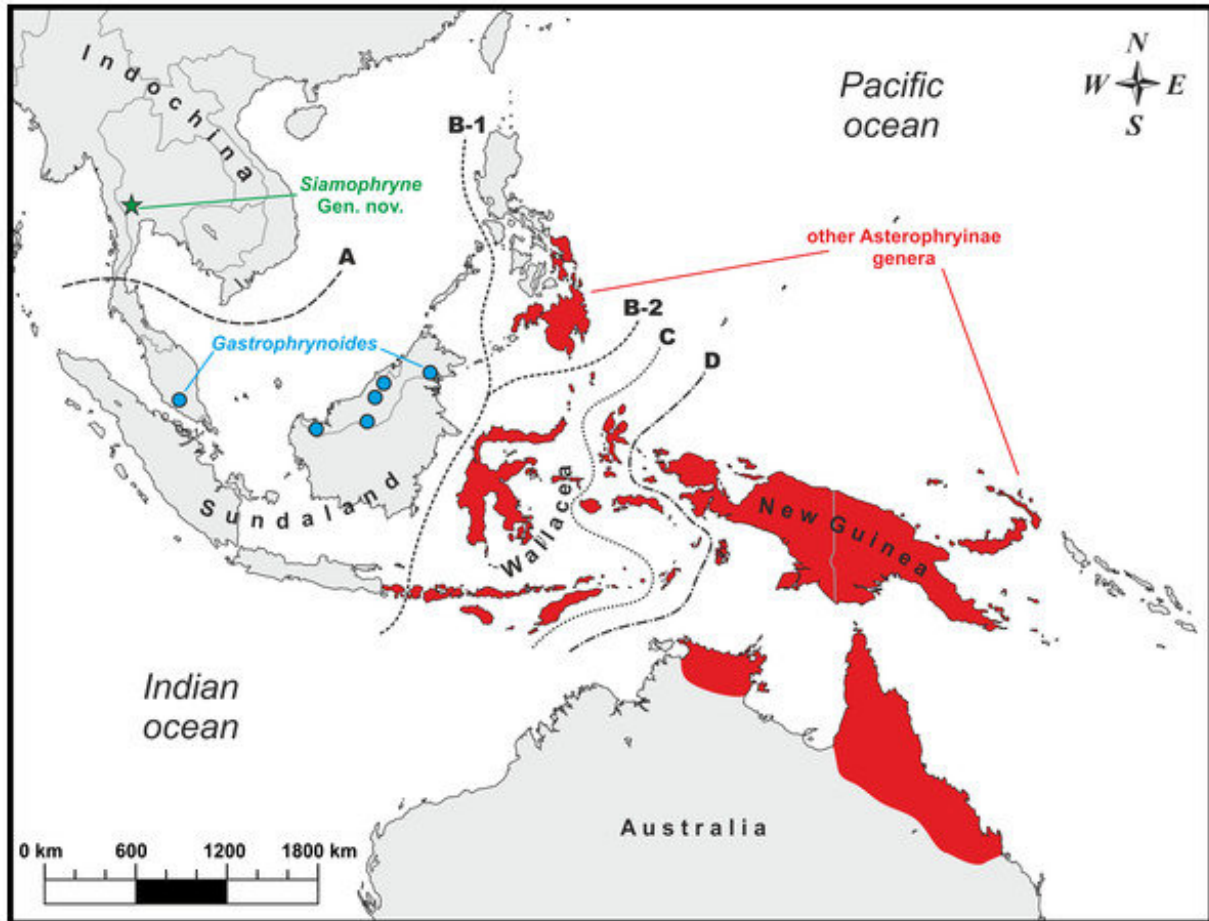 Indochina
Pacific
ocean
N
W E
S
B-1
Siamophryne
Gen. nov.
A
other Asterophryinae
genera
B-2
C
D
Gastrophrynoides
Sundaland
Wallacea
New Guinea
Indian
ocean
Australia
0 km 600 1200 1800 km